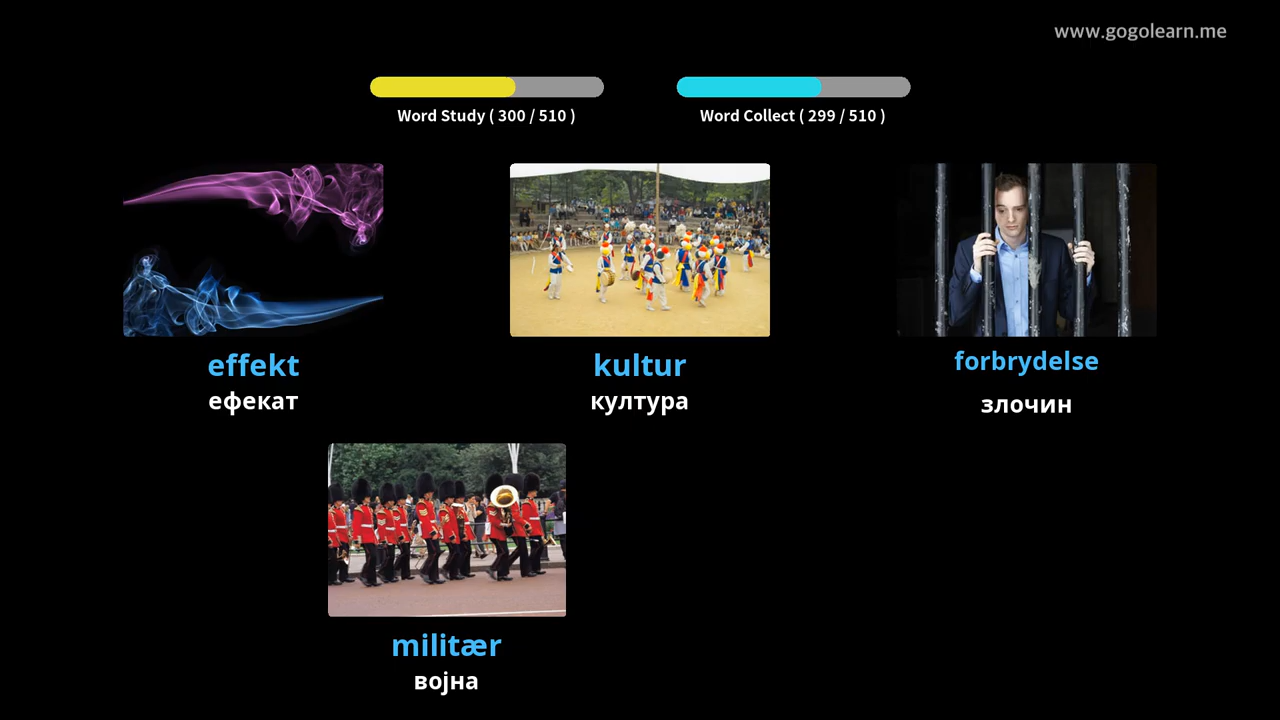 www.gogolearn.me
Word Study ( 300 / 510 )
Word Collect ( 299 / 510 )
effekt
ефекат
kultur
култура
forbrydelse
злочин
militær
војна